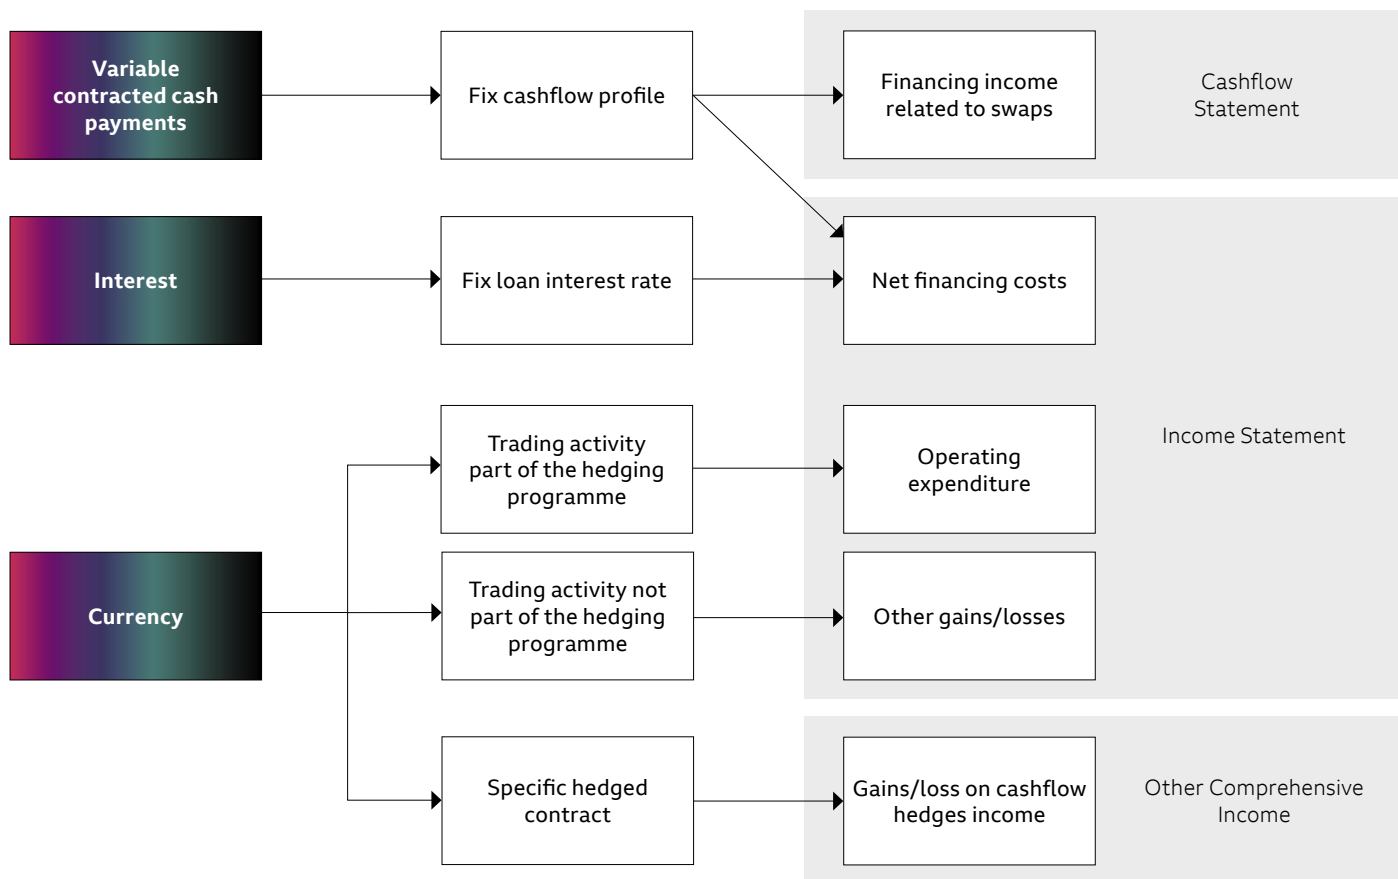 Variable
contracted cash
payments
Fix cashflow profile
Financing income
related to swaps
Cashflow
Statement
Interest
Fix loan interest rate
Net financing costs
Trading activity
part of the hedging
programme
Operating
expenditure
Income Statement
Currency
Trading activity not
part of the hedging
programme
Other gains/losses
Specific hedged
contract
Gains/loss on cashflow
hedges income
Other Comprehensive
Income